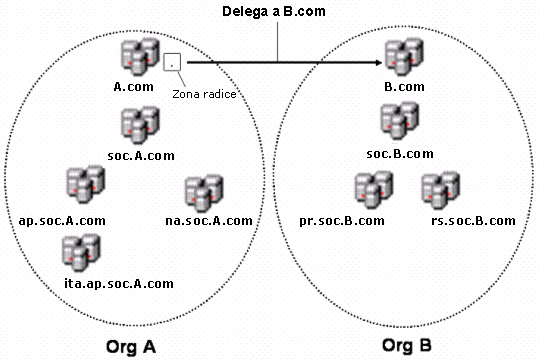 Delega a B.com
.
A.com
Zona radice
B.com
soc.A.com
soc.B.com
ap.soc.A.com
na.soc.A.com
pr.soc.B.com
rs.soc.B.com
ita.ap.soc.A.com
Org A
Org B